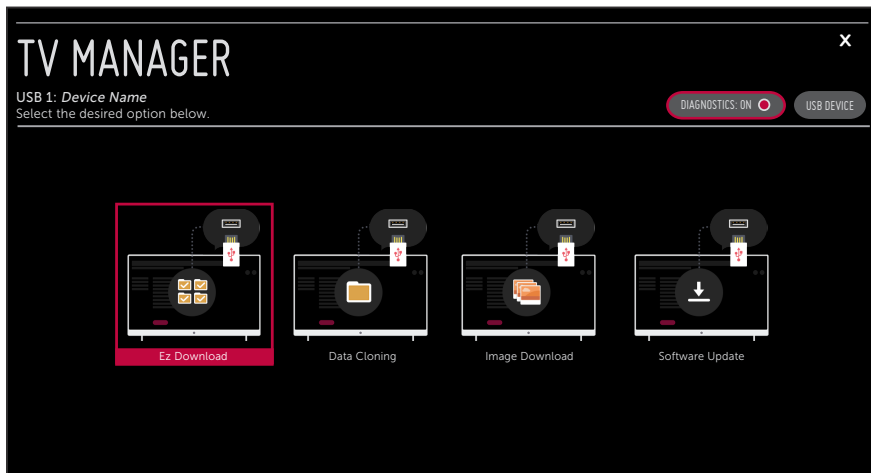 X
TV MANAGER
USB 1: Device Name
Select the desired option below.
DIAGNOSTICS: ON
USB DEVICE
Ez Download
Data Cloning
Image Download
Software Update